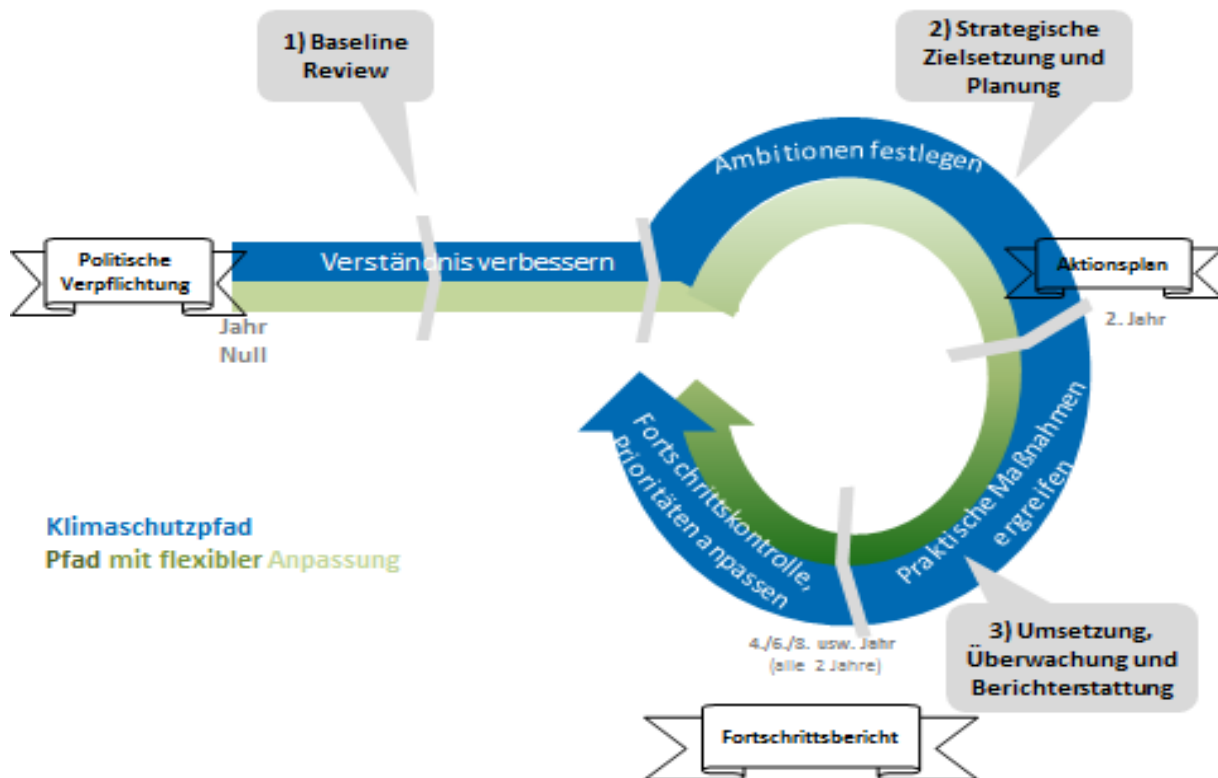 1) Baseline
Review
2) Strategische
Zielsetzung und
Planung
Ambitionen festlegen
Politische
Verpflichtung
Verständnis verbessern
Aktionsplan
Jahr
Null
2. Jahr
Praktische Maßnahmen
ergreifen
Fortschrittskontrolle,
Prioritäten anpassen
Klimaschutzpfad
Pfad mit flexibler Anpassung
3) Umsetzung,
Überwachung und
Berichterstattung
4./6./8. usw. Jahr
(alle 2 Jahre)
Fortschrittsbericht